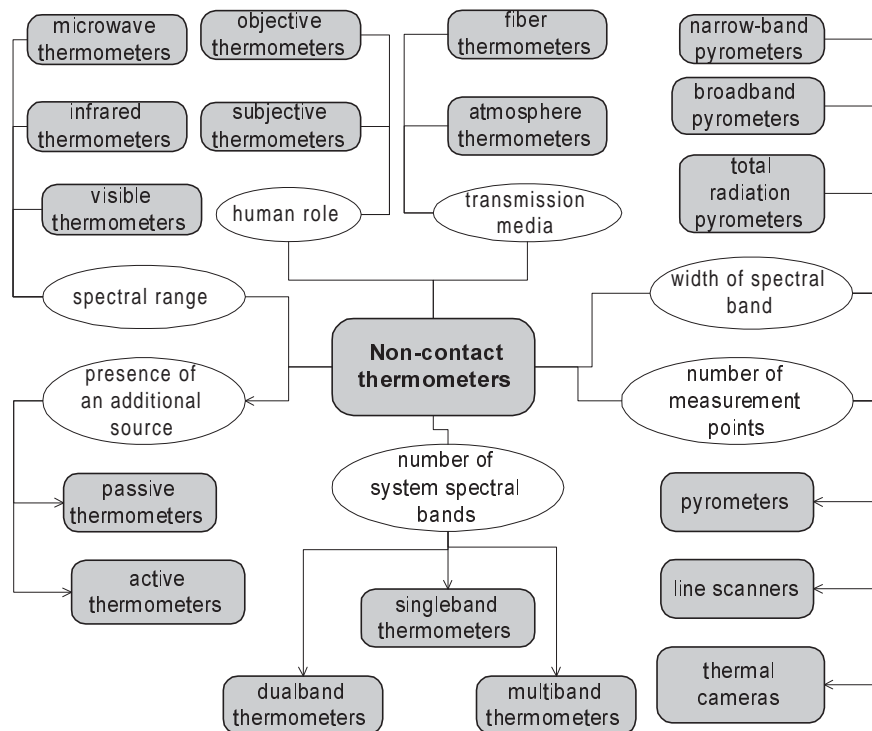 microwave
thermometers
objective
thermometers
fiber
thermometers
narrow-band
pyrometers
infrared
thermometers
subjective
thermometers
atmosphere
thermometers
broadband
pyrometers
visible
thermometers
human role
transmission
media
total
radiation
pyrometers
spectral range
width of spectral
band
Non-contact
thermometers
presence of
an additional
source
number of
measurement
points
number of
system spectral
bands
passive
thermometers
pyrometers
active
thermometers
singleband
thermometers
line scanners
dualband
thermometers
multiband
thermometers
thermal
cameras